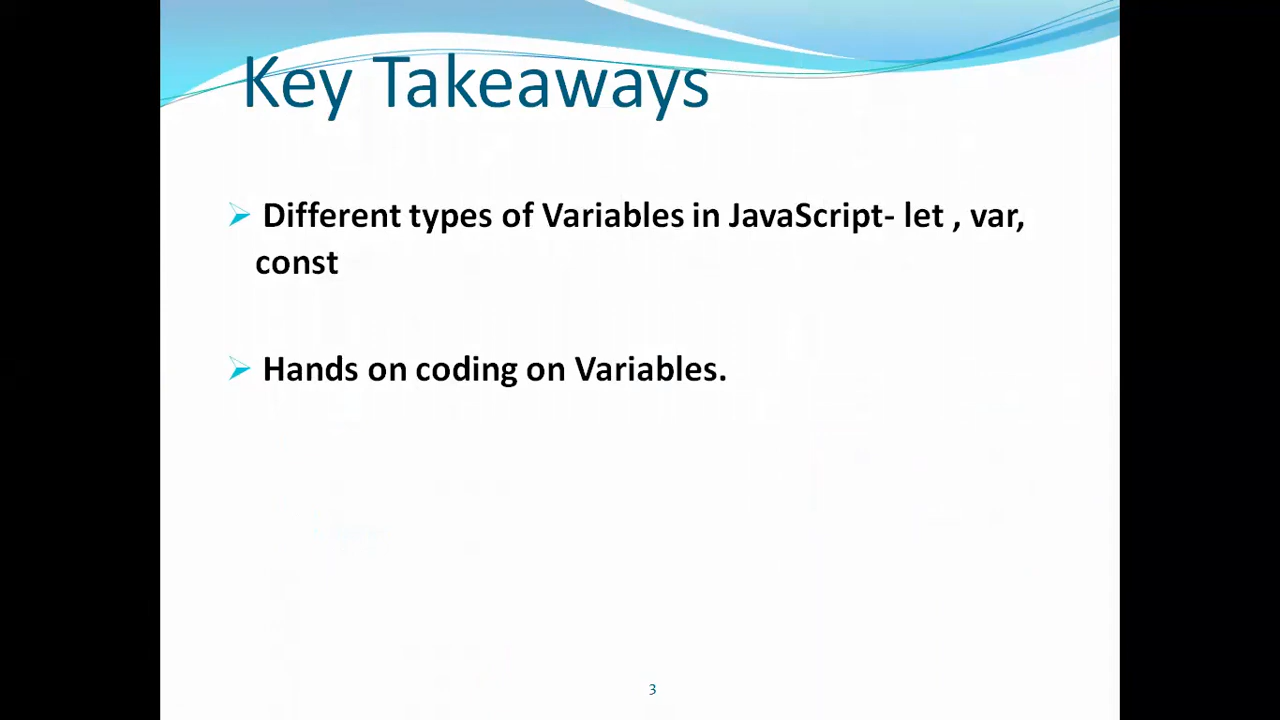 Key Takeaways
Different types of Variables in JavaScript- let , var,
const
Hands on coding on Variables.
3